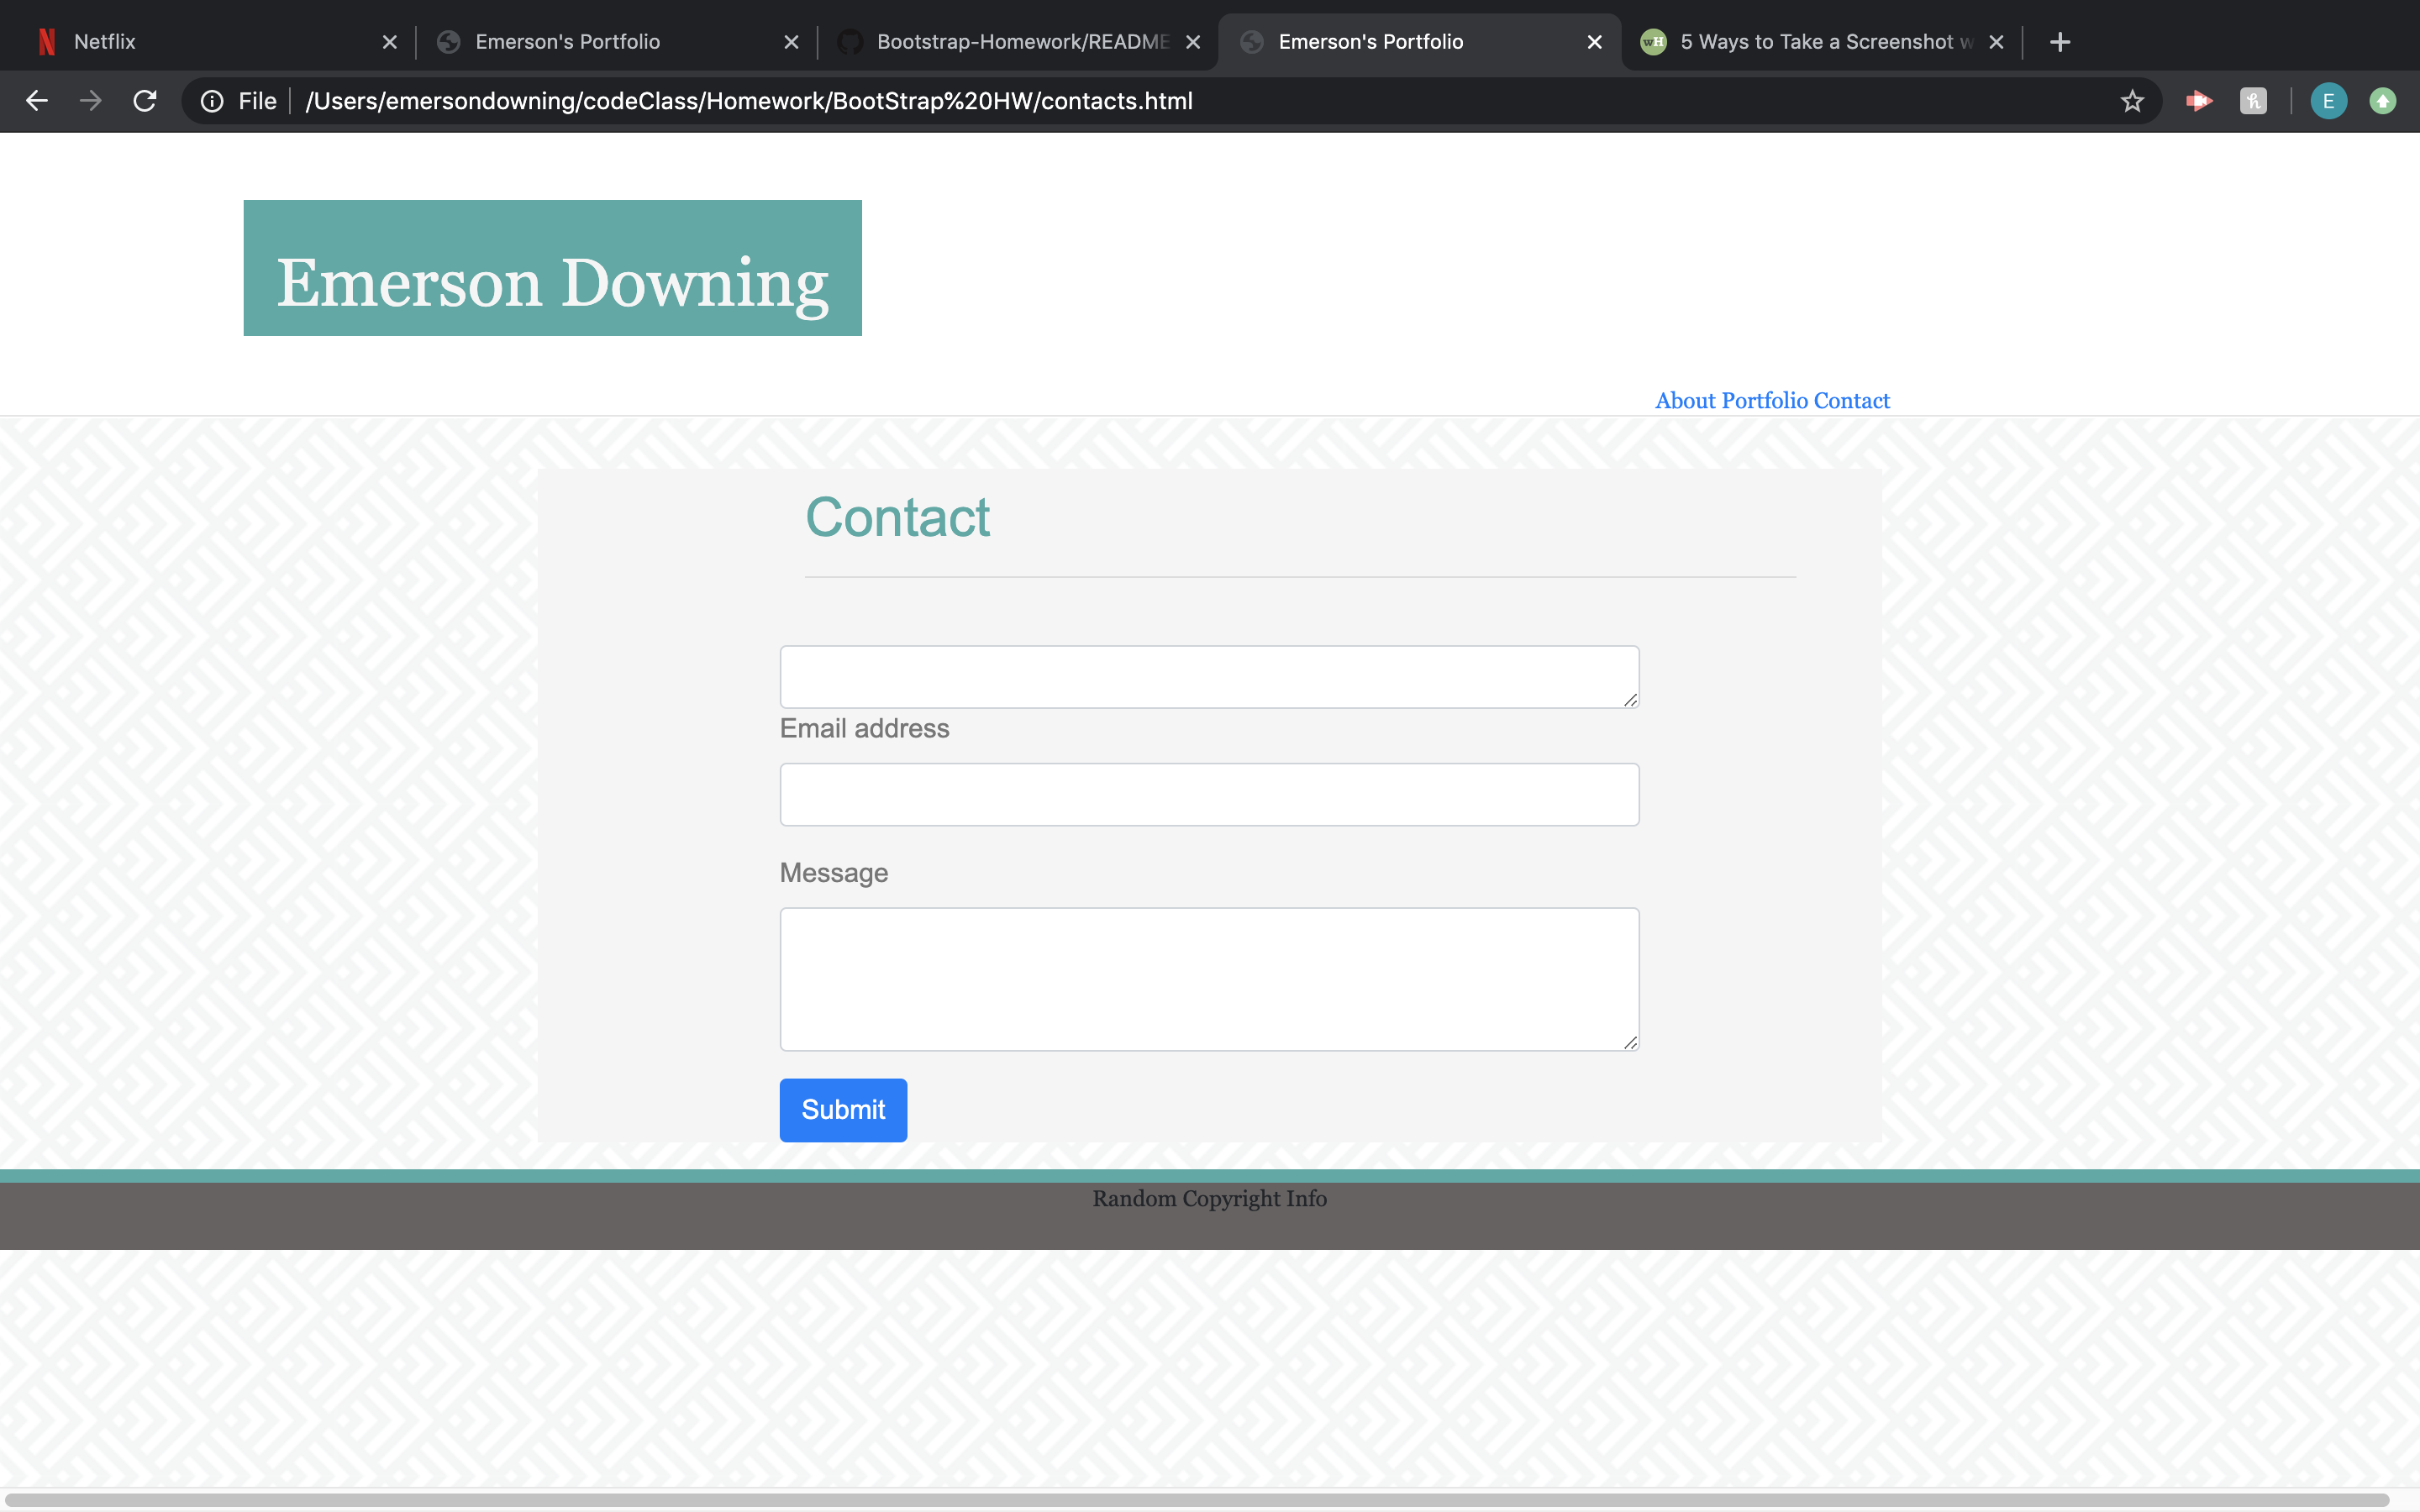 Netflix
Emerson's Portfolio
Bootstrap-Homework/README
Emerson's Portfolio
5 Ways to Take a Screenshot w
File /Users/emersondowning/codeClass/Homework/BootStrap%20HW/contacts.html
E
Emerson Downing
About Portfolio Contact
Contact
Email address
Message
Submit
Random Copyright Info